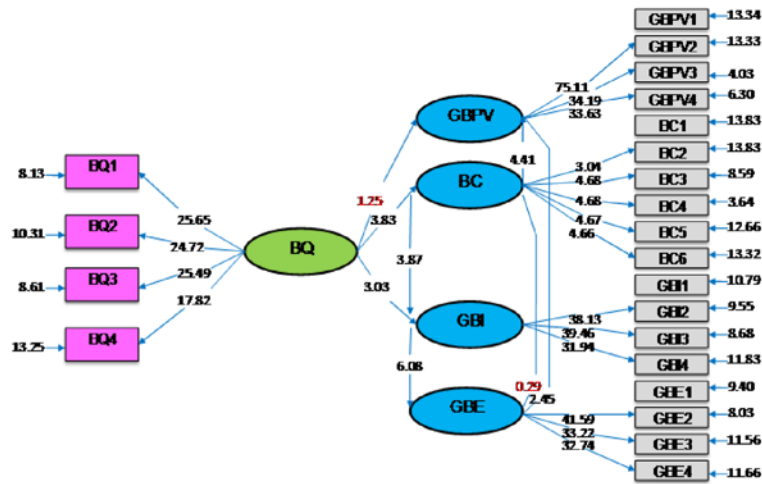 GBPV1 13.34
GBPV2 13.33
75.11 GBPV3 4.03
34.19 GBPV4 6.30
33.63
GBPV
BC1 13.83
4.41
3.04 BC2 13.83
8.13 BQ1
4.68 BC3 8.59
BC
1.25
3.83
4.68 BC4 3.64
25.65
4.67 BC5 12.66
10.31 BQ2
24.72
4.66 BC6 13.32
BQ
3.87
8.61 BQ3
25.49
3.03
GBI1 10.79
17.82
38.13 GBI2 9.55
GBI
39.46 GBI3 8.68
13.25 BQ4
31.94 GBI4 11.83
6.08
0.29
2.45
GBE1 9.40
GBE
41.59 GBE2 8.03
33.22 GBE3 11.56
32.74 GBE4 11.66